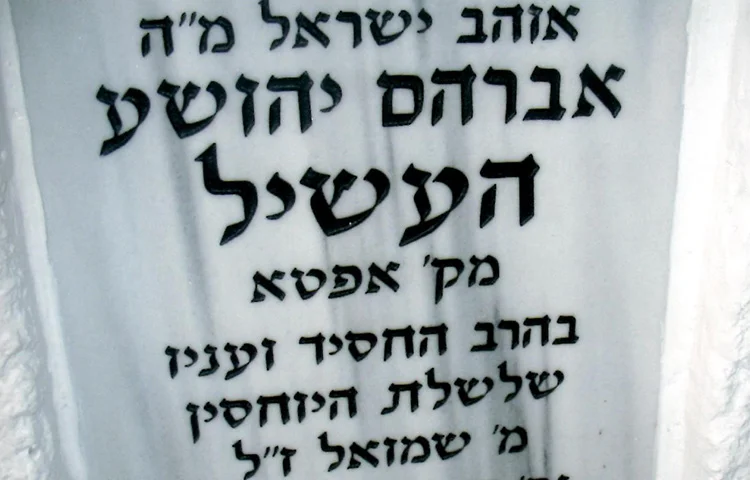 אוהב ישראל מ״ה
אברהם יהושע
העשיל
מק׳ אפטא
בהרב החסיד ועניו
שלשלת היוחסין
מ׳ שמואל ז״ל